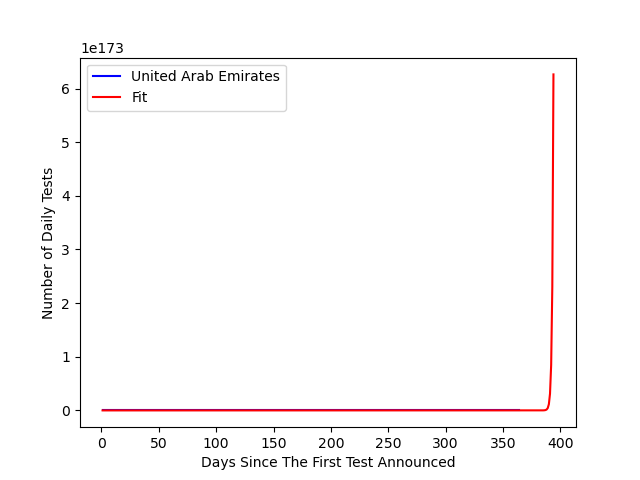 1e173
United Arab Emirates
Fit
6
5
4
3
2
1
0
Number of Daily Tests
0 50 100 150 200 250 300 350 400
Days Since The First Test Announced